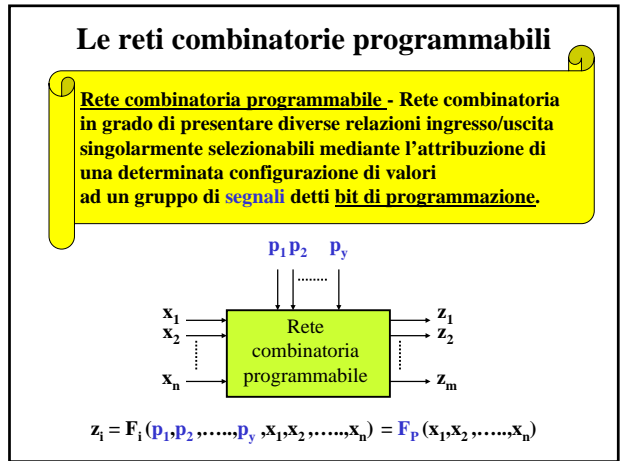 Le reti combinatorie programmabili
Rete combinatoria programmabile - Rete combinatoria
in grado di presentare diverse relazioni ingresso/uscita
singolarmente selezionabili mediante l'attribuzione di
una determinata configurazione di valori
ad un gruppo di segnali detti bit di programmazione.
p1 p2 py
........
x1
x2
xn
Rete
combinatoria
programmabile
z1
z2
zm
zi = Fi (p1,p2 ,…..,py ,x1,x2 ,…..,xn) = FP (x1,x2 ,…..,xn)